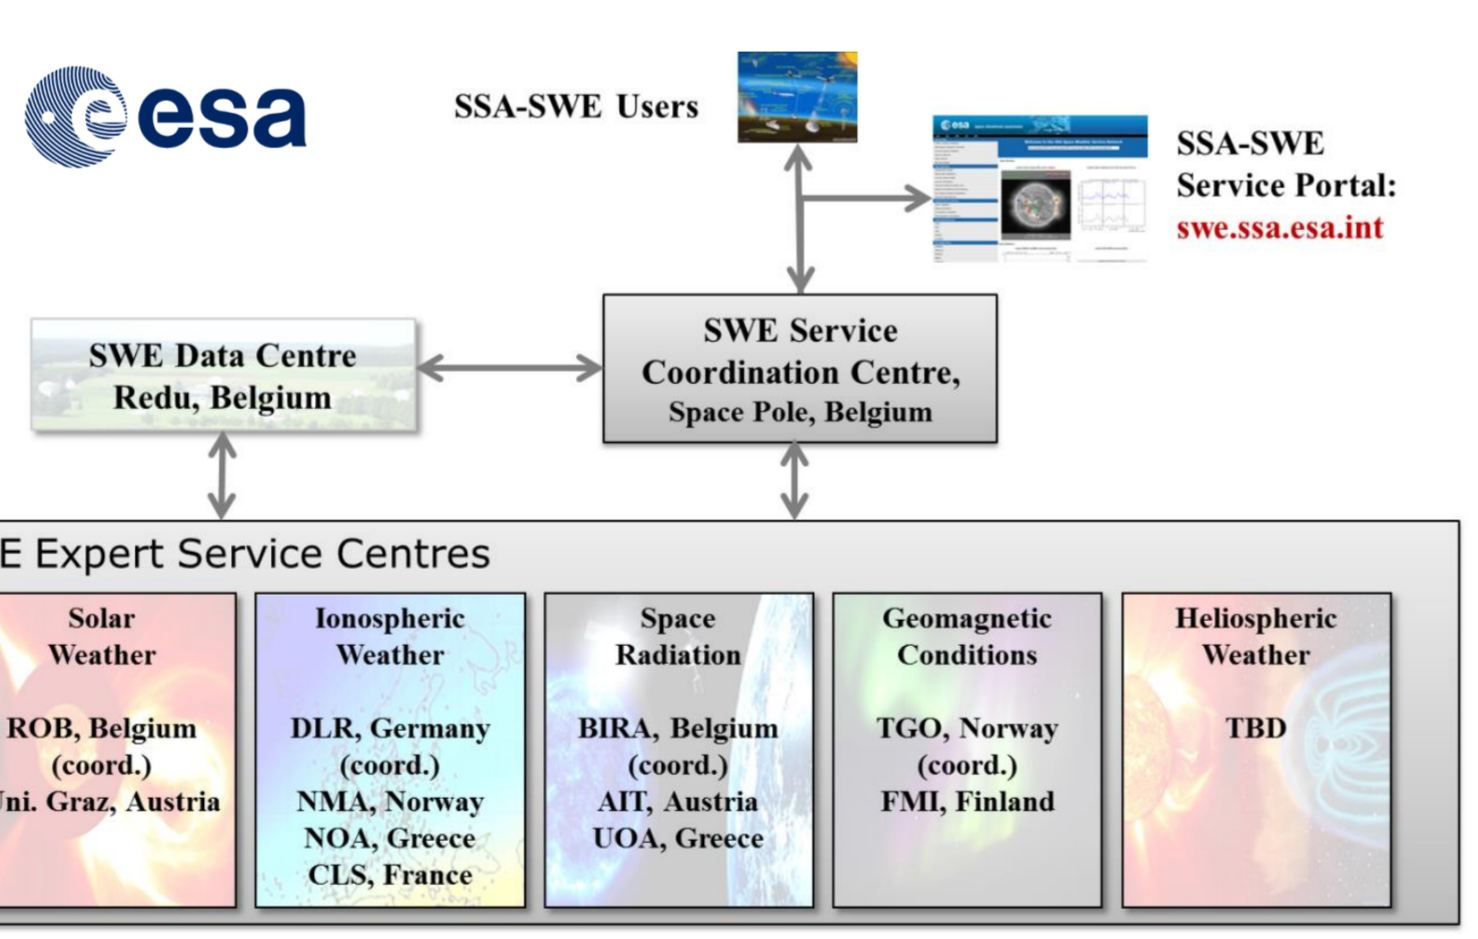 esa
SSA-SWE Users
esa
SSA-SWE
Service Portal:
swe.ssa.esa.int
SWE Data Centre
Redu, Belgium
SWE Service
Coordination Centre,
Space Pole, Belgium
E Expert Service Centres
Solar
Weather
ROB, Belgium
(coord.)
Uni. Graz, Austria
Ionospheric
Weather
DLR, Germany
(coord.)
NMA, Norway
NOA, Greece
CLS, France
Space
Radiation
BIRA, Belgium
(coord.)
AIT, Austria
UOA, Greece
Geomagnetic
Conditions
TGO, Norway
(coord.)
FMI, Finland
Heliospheric
Weather
TBD